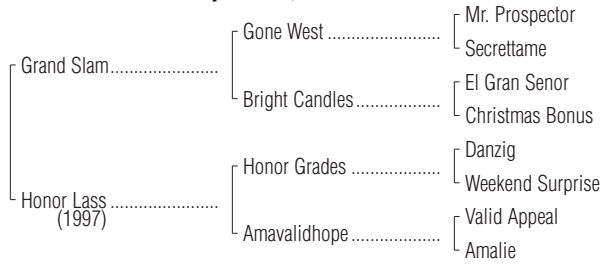 Mr. Prospector
Gone West ....................
Secrettame
Grand Slam......................
El Gran Senor
Bright Candles................
Christmas Bonus
Danzig
Honor Grades .................
Weekend Surprise
Honor Lass ......................
(1997)
Valid Appeal
Amavalidhope..................
Amalie